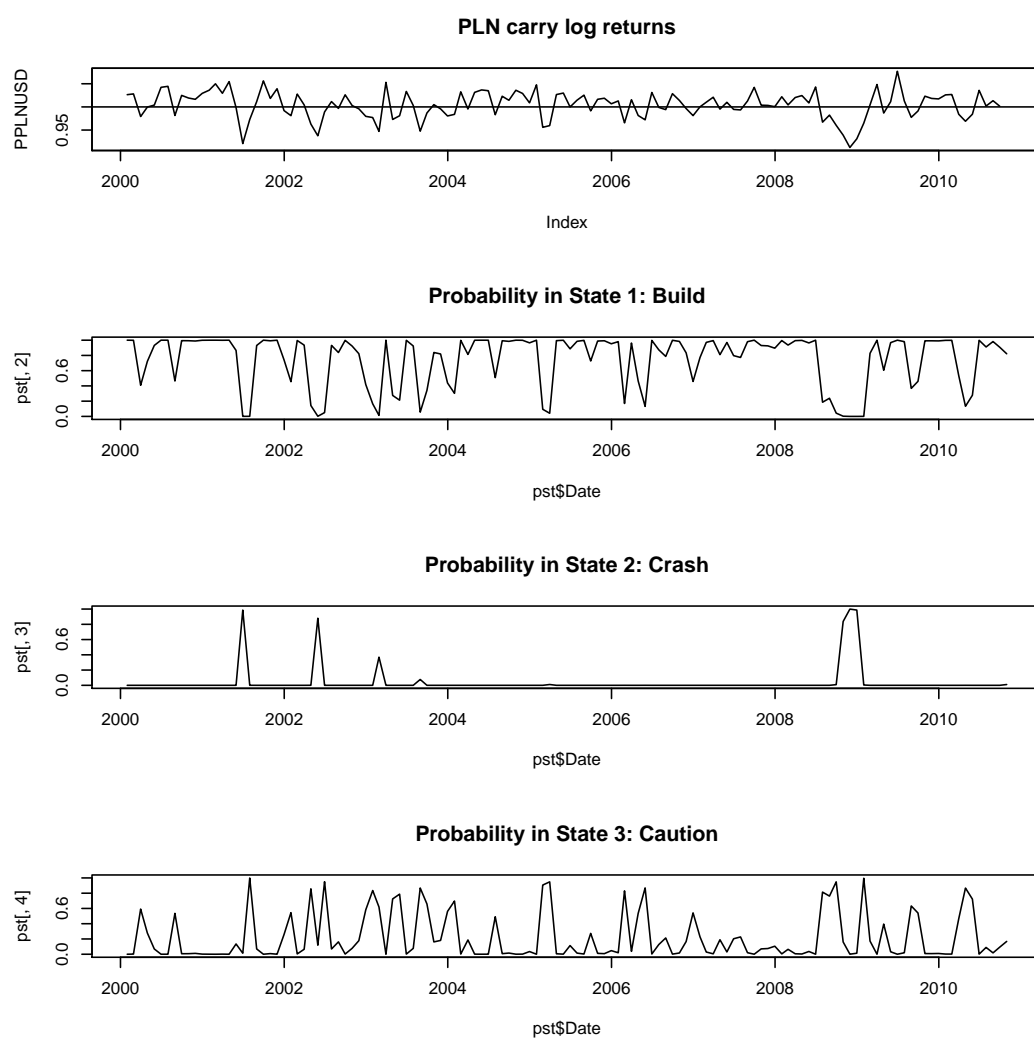 PLN carry log returns
PPLNUSD
0.95
2000 2002 2004 2006 2008 2010
Index
Probability in State 1: Build
pst[, 2]
0.0 0.6
2000 2002 2004 2006 2008 2010
pst$Date
Probability in State 2: Crash
pst[, 3]
0.0 0.6
2000 2002 2004 2006 2008 2010
pst$Date
Probability in State 3: Caution
pst[, 4]
0.0 0.6
2000 2002 2004 2006 2008 2010
pst$Date